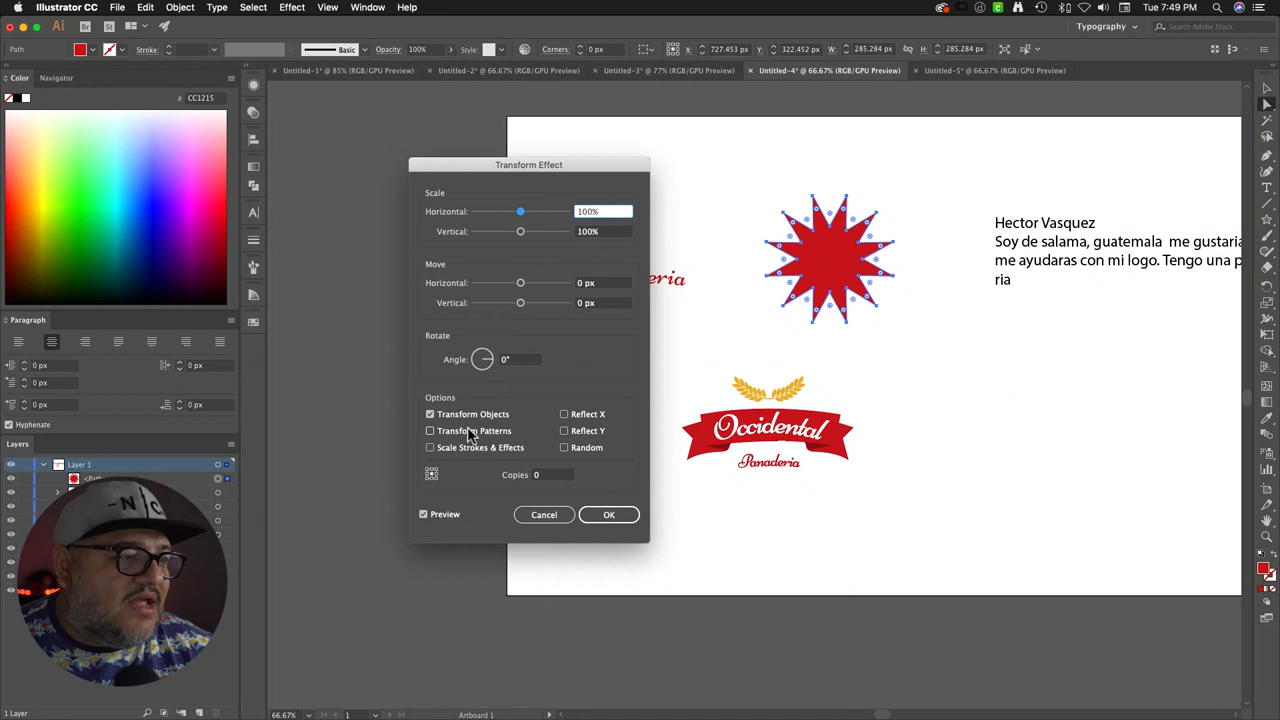 Illustrator CC File Edit Object Type Select Effect View Window Help
Tue 7:49 PM
Ai Br St
Typography
Path Stroke: Basic Opacity: 100% Style: Corners: 0 px X: 727.453 px Y: 322.452 px W: 285.284 px H: 285.284 px
Untitled-1* @ 85% (RGB/GPU Preview) Untitled-2* @ 66.67% (RGB/GPU Preview) Untitled-3* @ 77% (RGB/GPU Preview) Untitled-4* @ 66.67% (RGB/GPU Preview) Untitled-5* @ 66.67% (RGB/GPU Preview)
Color Navigator
# CC1215
Transform Effect
Scale
Horizontal: 100%
Vertical: 100%
Move
Horizontal: 0 px
Vertical: 0 px
Rotate
Angle: 0°
Options
Transform Objects Reflect X
Transform Patterns Reflect Y
Scale Strokes & Effects Random
Copies 0
Preview Cancel OK
Hector Vasquez
Soy de salama, guatemala me gustaria
me ayudaras con mi logo. Tengo una p
ria
Occidental
Panaderia
Paragraph
0 px 0 px
0 px
0 px 0 px
Hyphenate
Layers
Layer 1
<Path
-N C
1 Layer
66.67% 1 Artboard 1